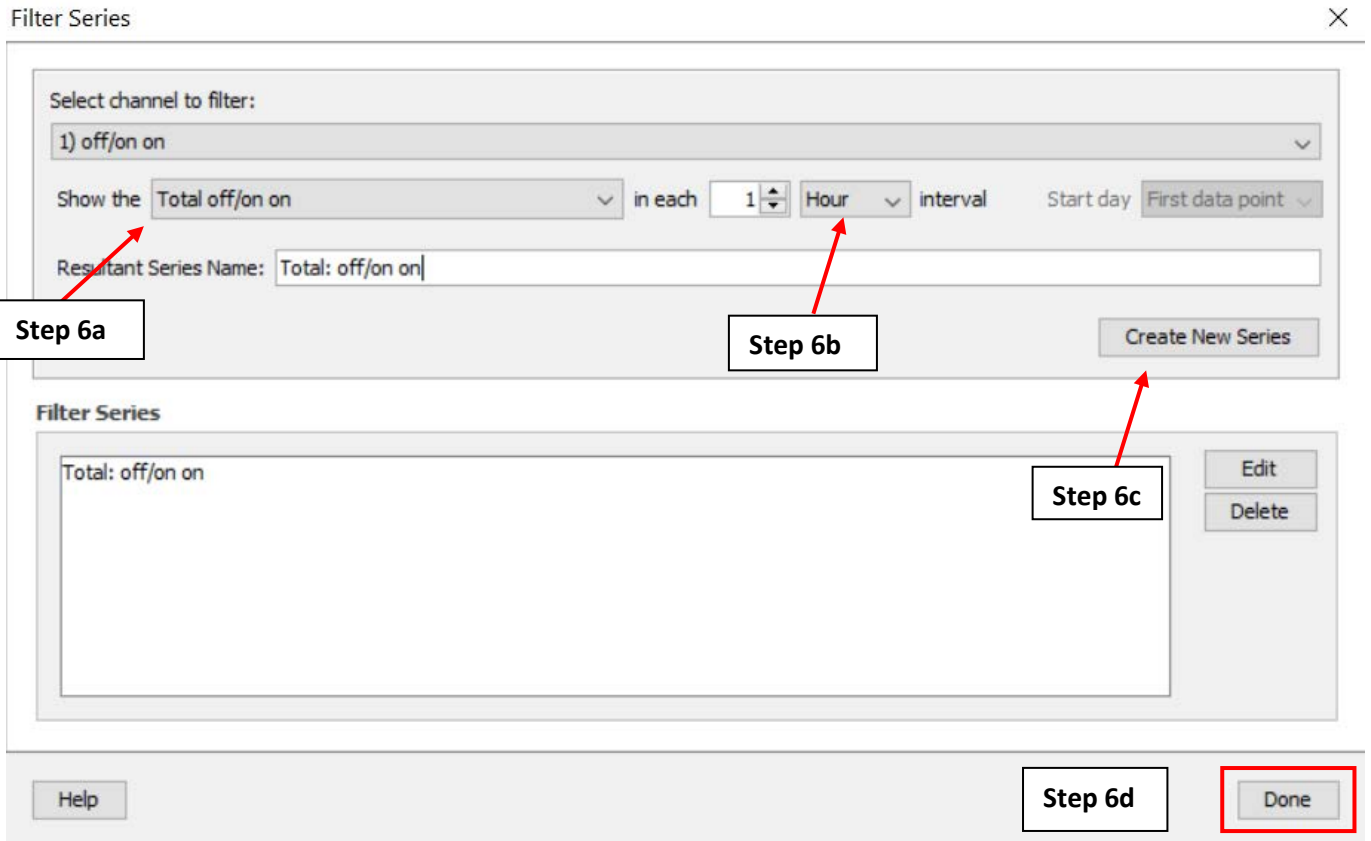 Filter Series
Select channel to filter:
1) off/on on
Show the Total off/on on in each 1 Hour interval Start day First data point
Resultant Series Name: Total: off/on on
Step 6a
Step 6b
Create New Series
Filter Series
Total: off/on on
Edit
Step 6c
Delete
Help
Step 6d
Done